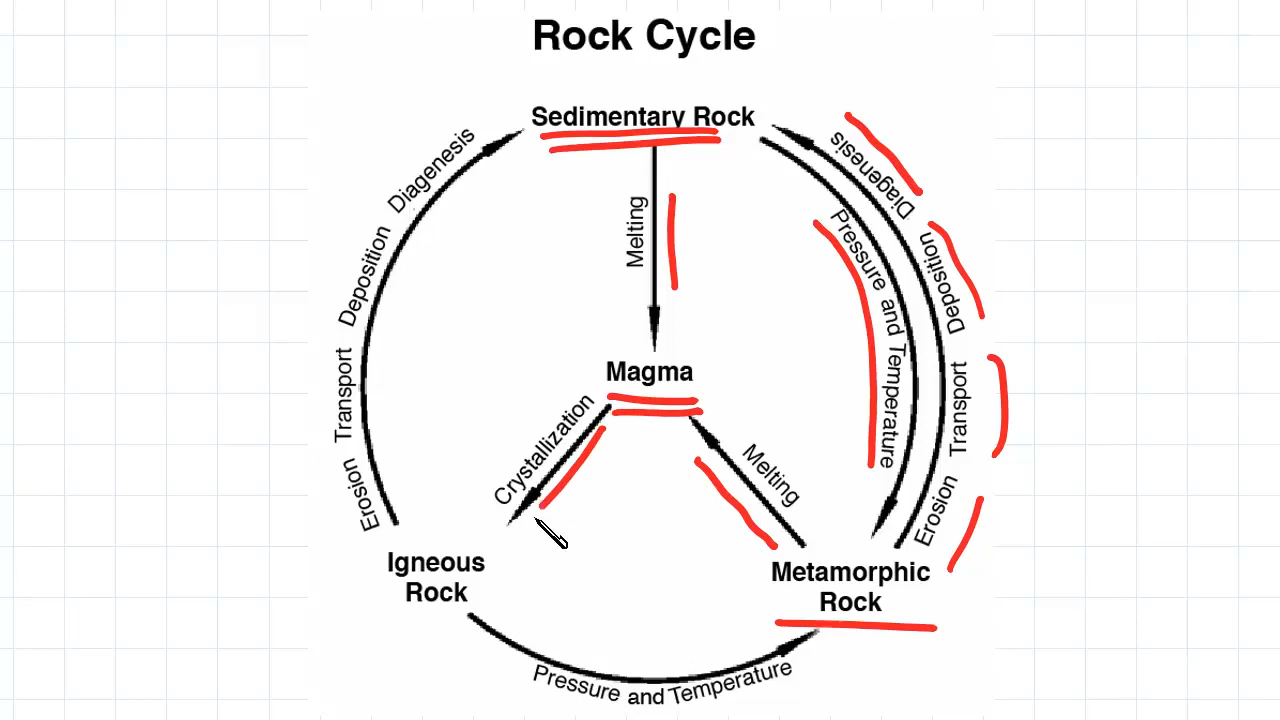 Rock Cycle
Sedimentary Rock
Diagenesis
Deposition
Transport
Erosion
Melting
Pressure and Temperature
Diagenesis
Deposition
Transport
Erosion
Magma
Crystallization
Melting
Igneous
Rock
Metamorphic
Rock
Pressure and Temperature